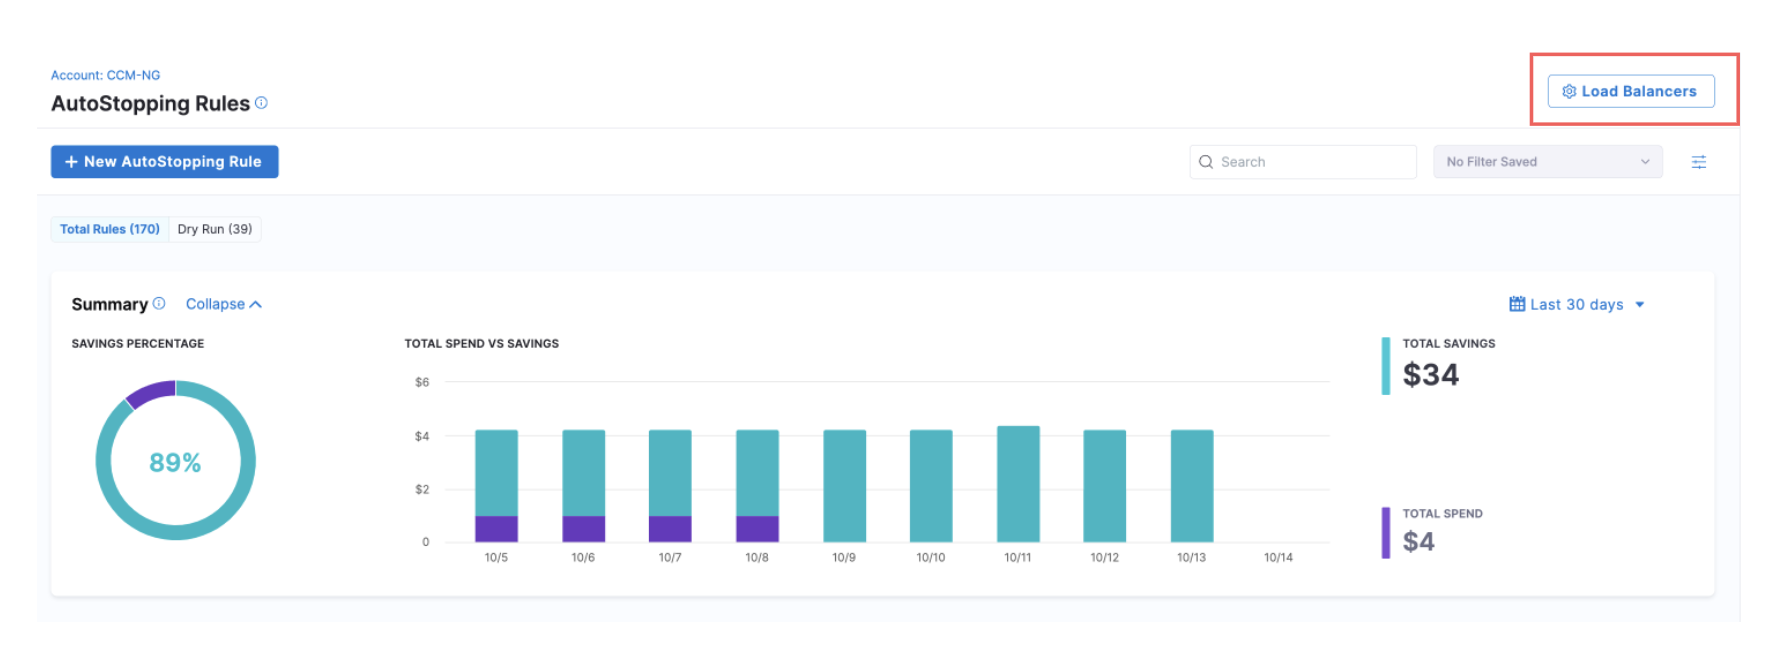 Account: CCM-NG
AutoStopping Rules
Load Balancers
+ New AutoStopping Rule
Search
No Filter Saved
Total Rules (170)
Dry Run (39)
Summary
Collapse
Last 30 days
SAVINGS PERCENTAGE
89%
TOTAL SPEND VS SAVINGS
$6
$4
$2
0
10/5
10/6
10/7
10/8
10/9
10/10
10/11
10/12
10/13
10/14
TOTAL SAVINGS
$34
TOTAL SPEND
$4